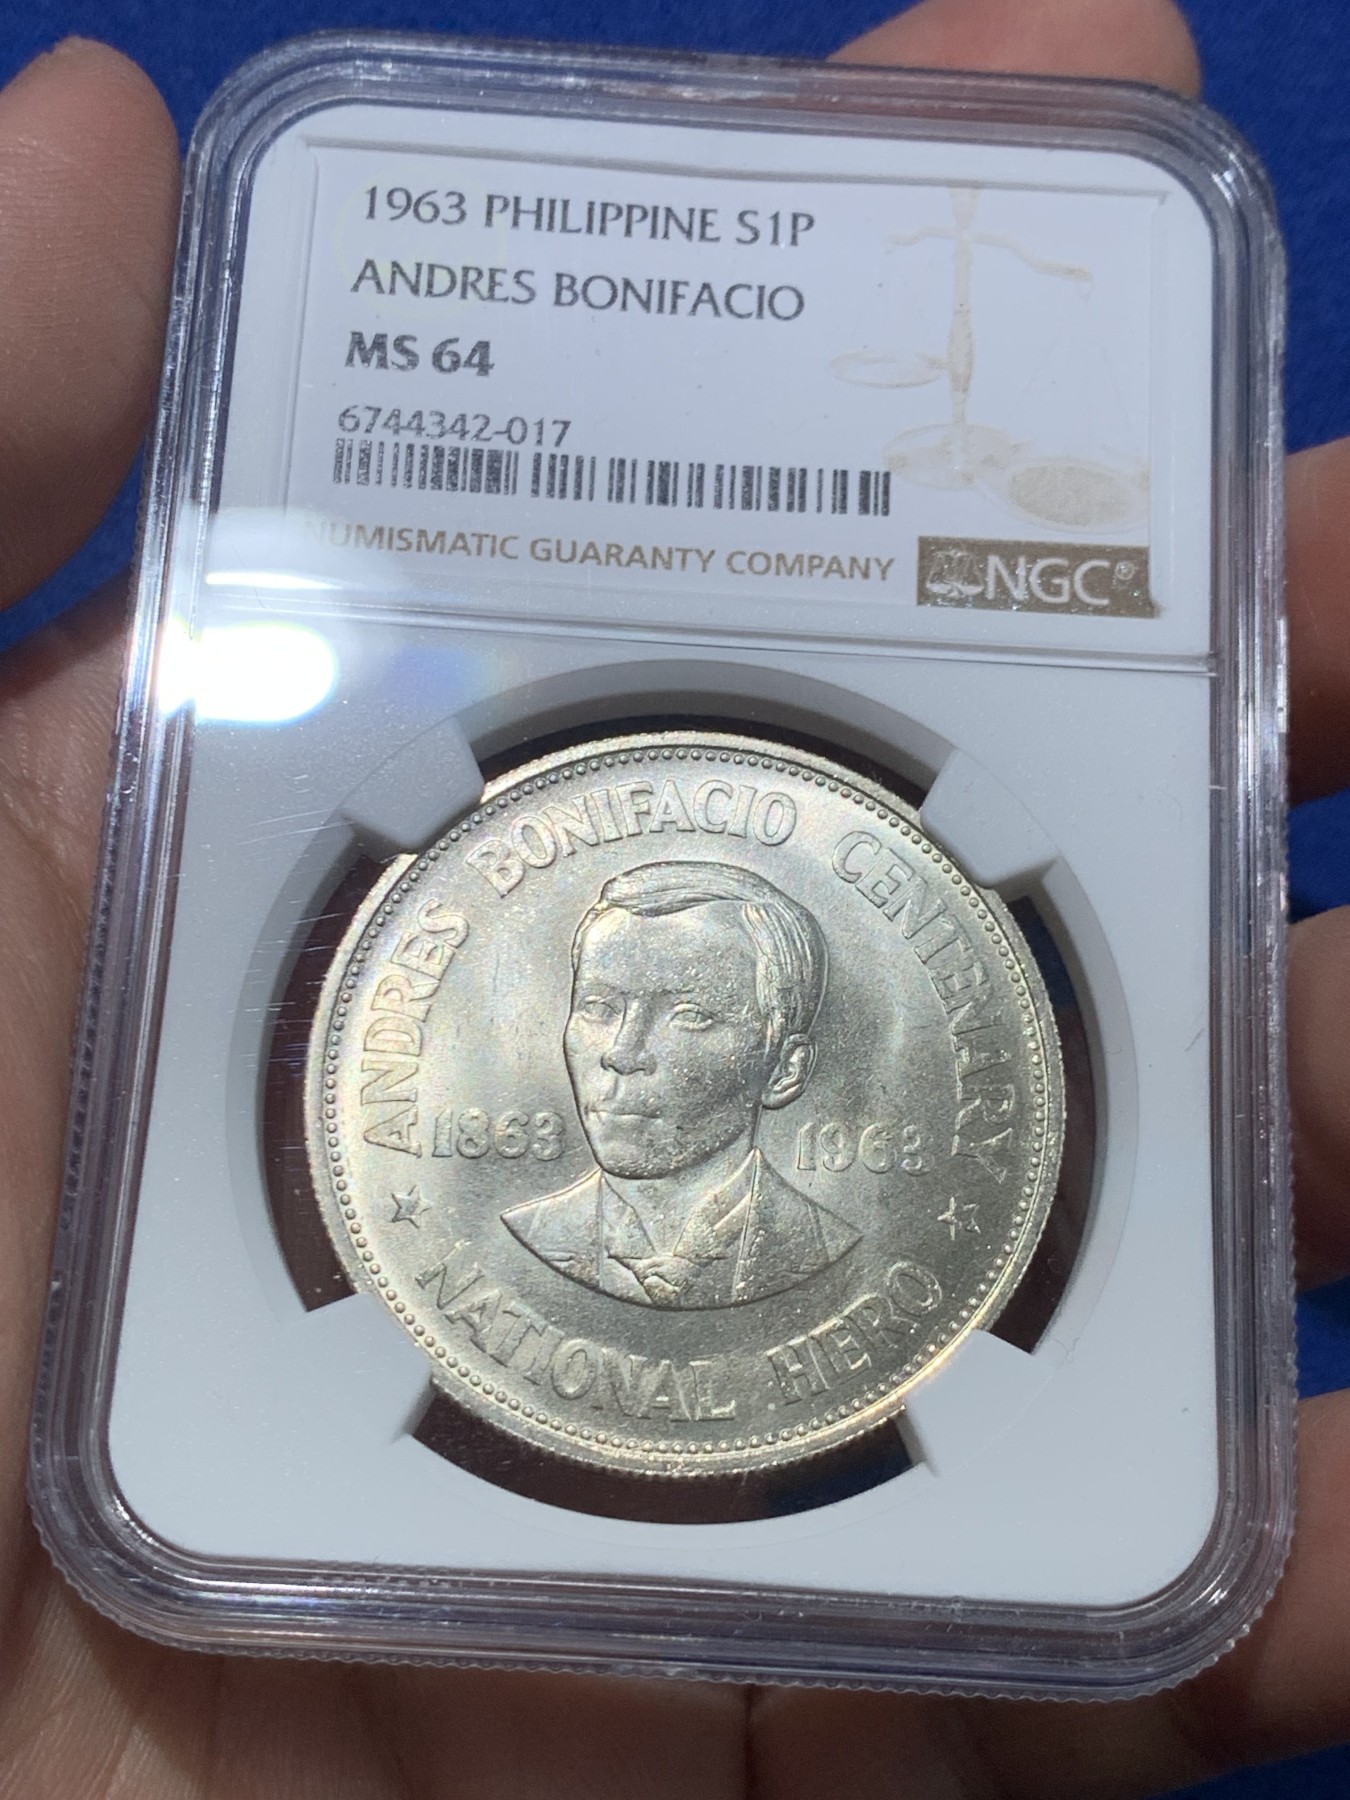 1963 PHILIPPINE S1P
ANDRES BONIFACIO
MS 64
6744342-017
NUMISMATIC GUARANTY COMPANY
NGC®
ANDRES BONIFACIO CENTENARY
1863 1963
NATIONAL HERO